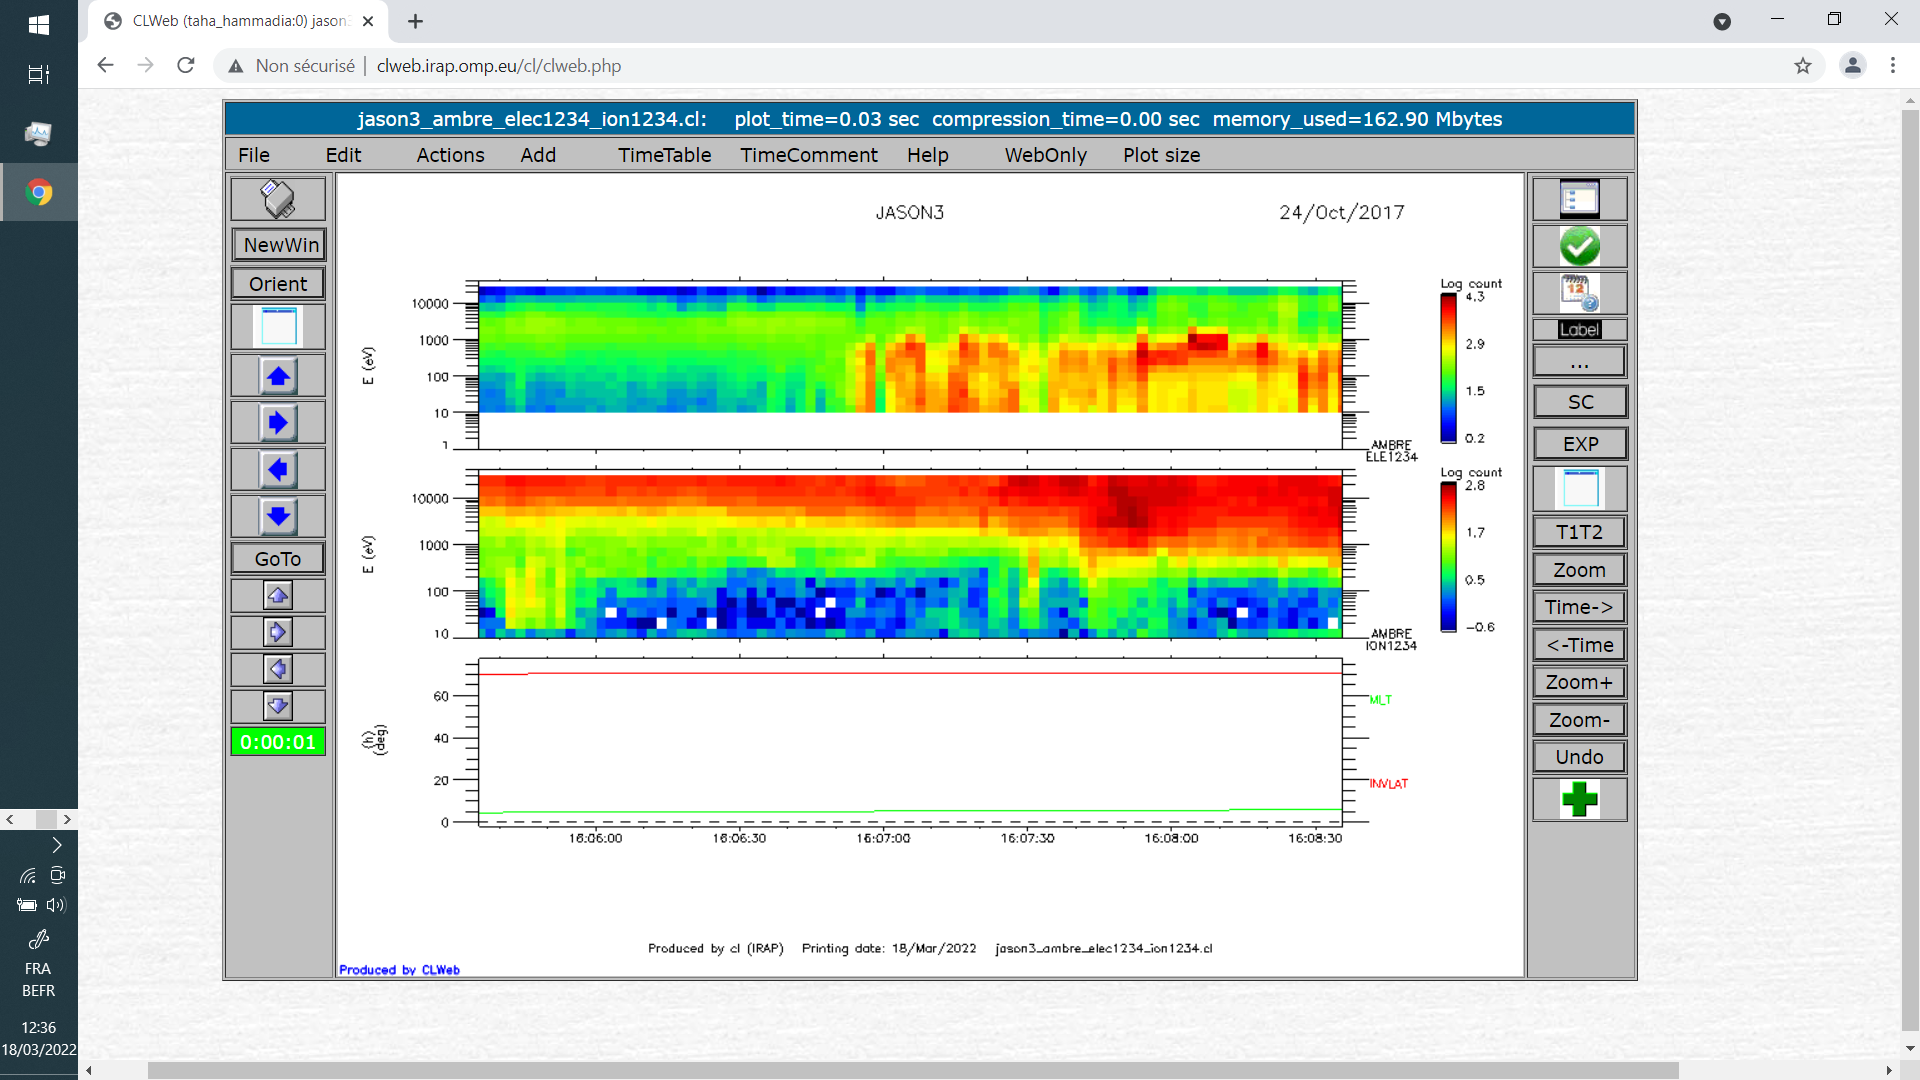 CLWeb (taha_hammadia:0) jason3
Non sécurisé | clweb.irap.omp.eu/cl/clweb.php
jason3_ambre_elec1234_ion1234.cl: plot_time=0.03 sec compression_time=0.00 sec memory_used=162.90 Mbytes
File Edit Actions Add TimeTable TimeComment Help WebOnly Plot size
NewWin
Orient
GoTo
0:00:01
JASON3 24/Oct/2017
Log count
4.3
2.9
1.5
0.2
E (eV)
10000
1000
100
10
1
AMBRE
ELE1234
Log count
2.8
1.7
0.5
-0.6
E (eV)
10000
1000
100
10
AMBRE
ION1234
(h)
(deg)
60
40
20
0
MLT
INVLAT
16:06:00 16:06:30 16:07:00 16:07:30 16:08:00 16:08:30
Produced by cl (IRAP) Printing date: 18/Mar/2022 jason3_ambre_elec1234_ion1234.cl
Produced by CLWeb
12
Label
...
SC
EXP
T1T2
Zoom
Time->
<-Time
Zoom+
Zoom-
Undo
FRA
BEFR
12:36
18/03/2022